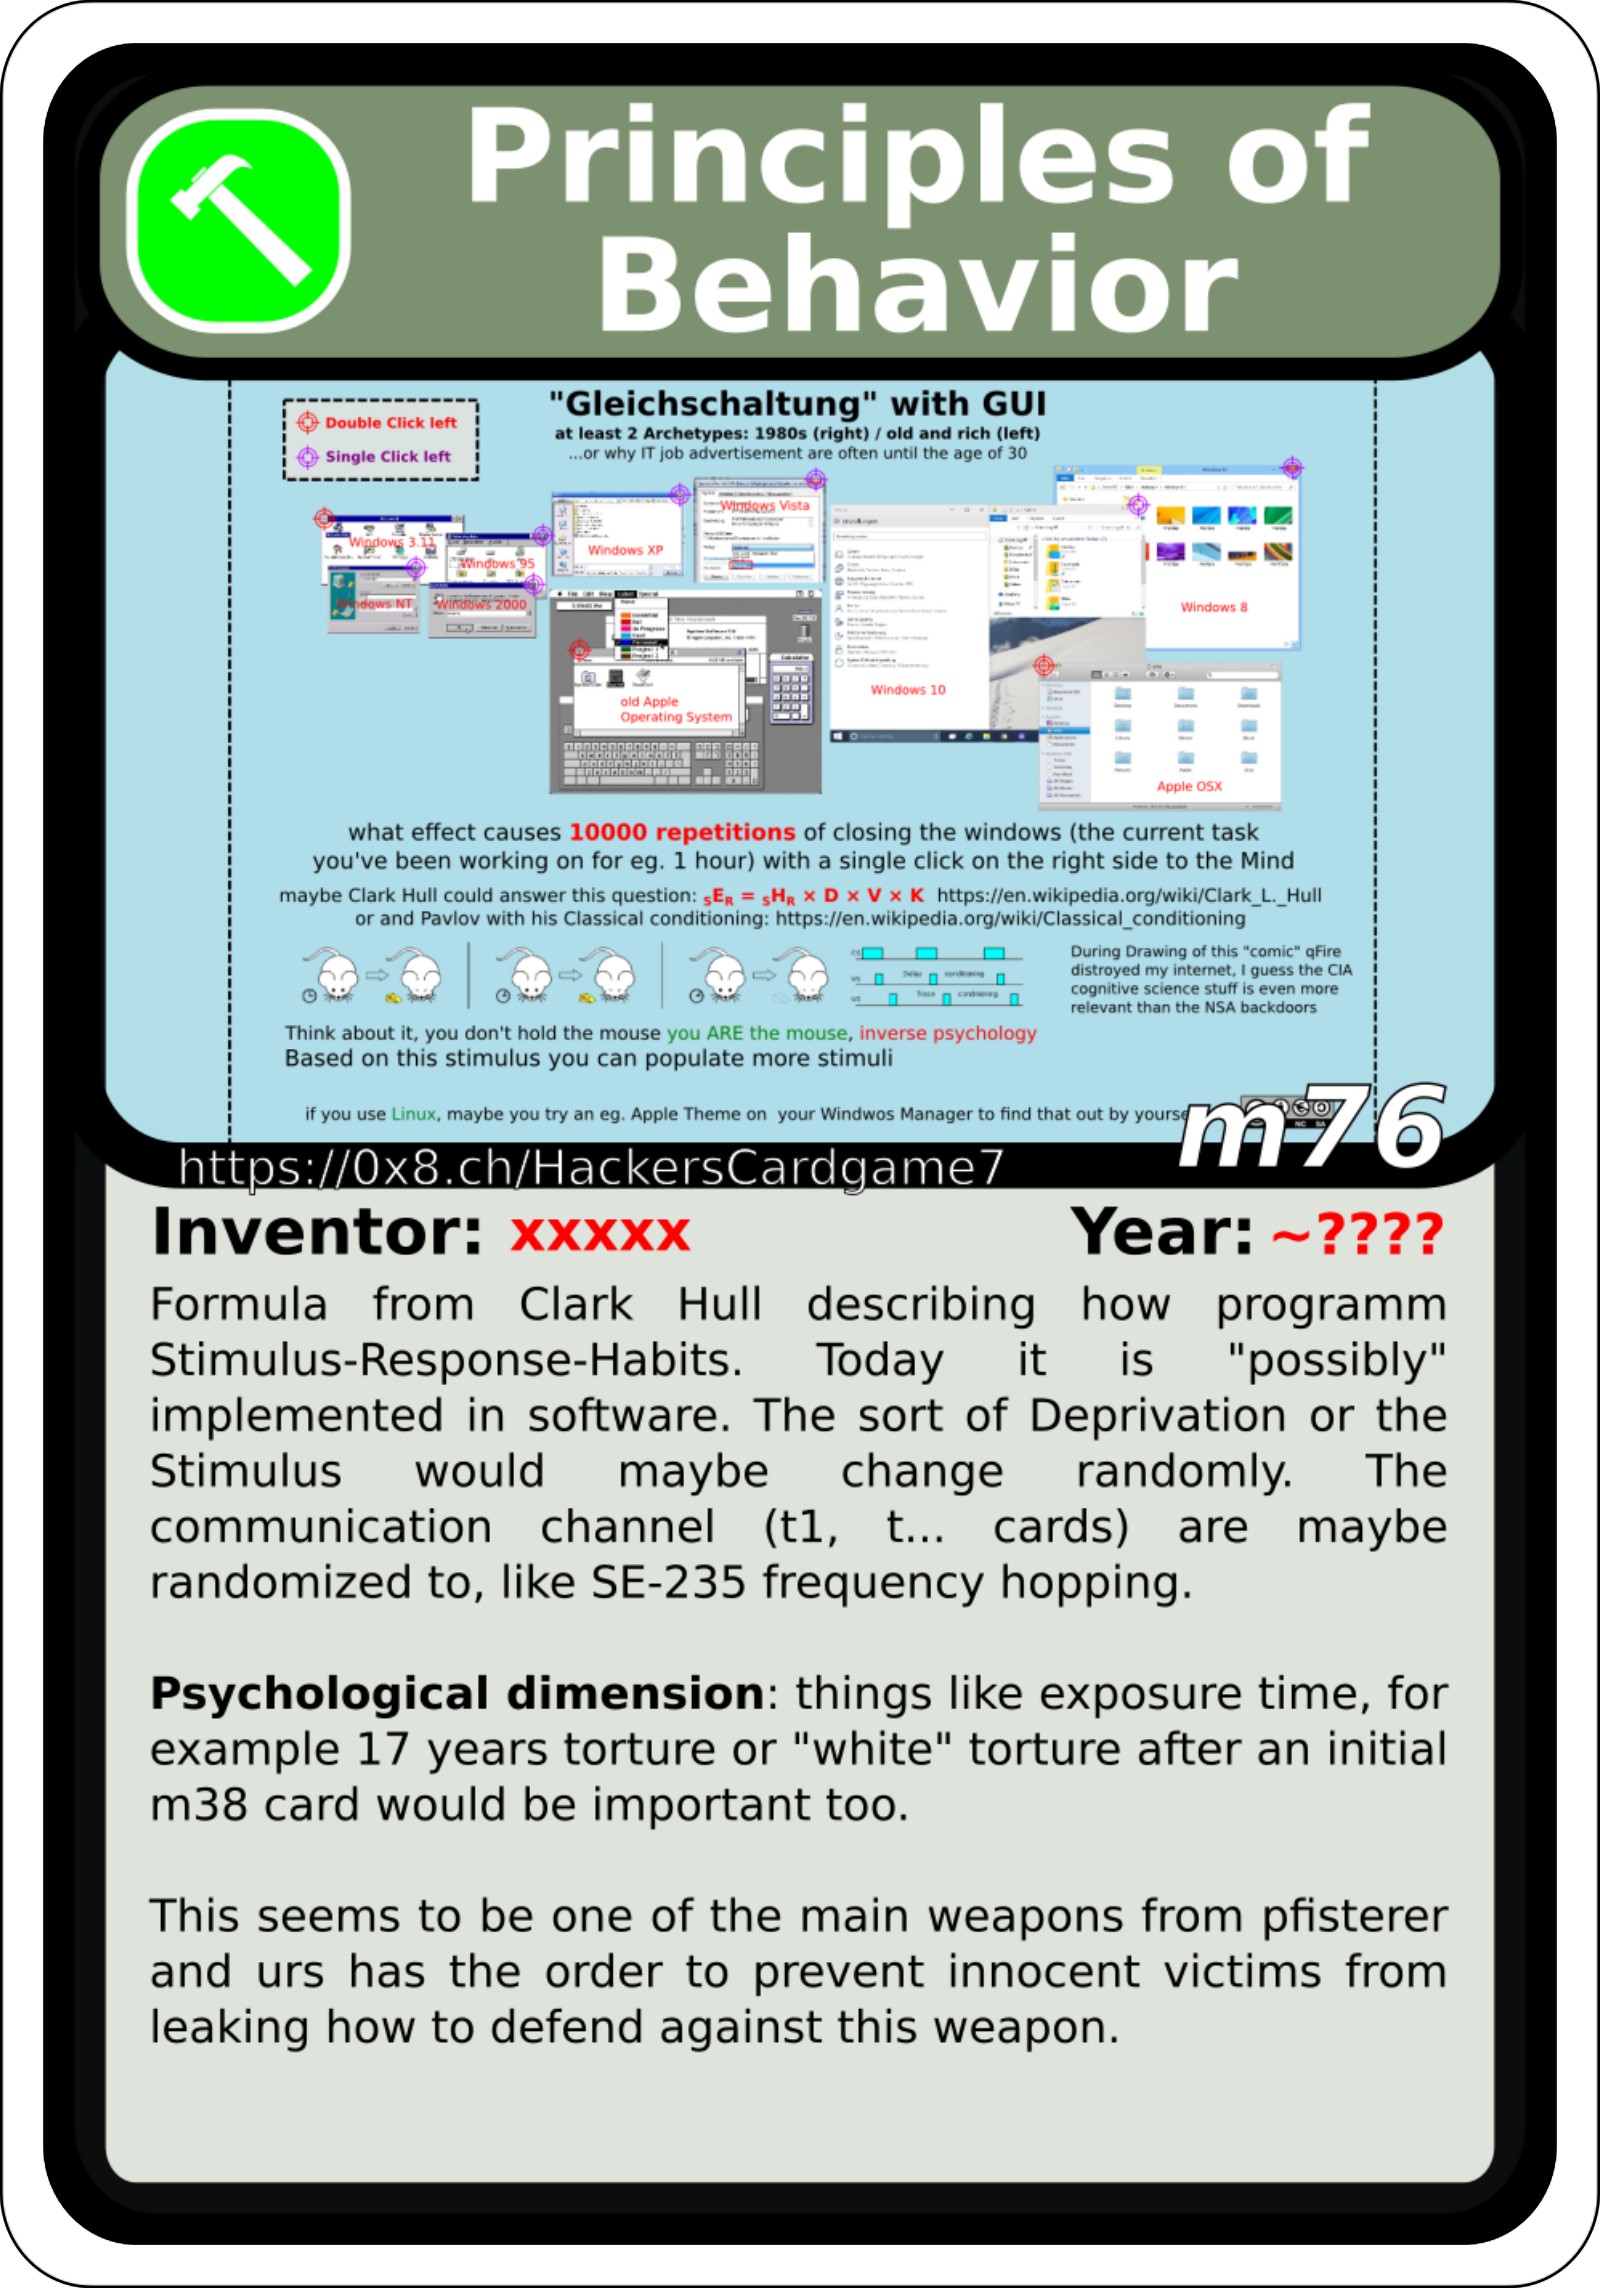 Principles of
Behavior
"Gleichschaltung" with GUI
at least 2 Archetypes: 1980s (right) / old and rich (left)
...or why IT job advertisement are often until the age of 30
Double Click left
Single Click left
Windows 3.11
Windows 95
Windows NT
Windows 2000
Windows XP
Windows Vista
Windows 8
Windows 10
old Apple
Operating System
Apple OSX
what effect causes 10000 repetitions of closing the windows (the current task
you've been working on for eg. 1 hour) with a single click on the right side to the Mind
maybe Clark Hull could answer this question: sER = sHR × D × V × K https://en.wikipedia.org/wiki/Clark_L._Hull
or and Pavlov with his Classical conditioning: https://en.wikipedia.org/wiki/Classical_conditioning
Delay conditioning
Trace conditioning
During Drawing of this "comic" qFire
distroyed my internet, I guess the CIA
cognitive science stuff is even more
relevant than the NSA backdoors
Think about it, you don't hold the mouse you ARE the mouse, inverse psychology
Based on this stimulus you can populate more stimuli
if you use Linux, maybe you try an eg. Apple Theme on your Windwos Manager to find that out by yourse
m76
https://0x8.ch/HackersCardgame7
Inventor: xxxxx Year: ~????
Formula from Clark Hull describing how programm
Stimulus-Response-Habits. Today it is "possibly"
implemented in software. The sort of Deprivation or the
Stimulus would maybe change randomly. The
communication channel (t1, t... cards) are maybe
randomized to, like SE-235 frequency hopping.
Psychological dimension: things like exposure time, for
example 17 years torture or "white" torture after an initial
m38 card would be important too.
This seems to be one of the main weapons from pfisterer
and urs has the order to prevent innocent victims from
leaking how to defend against this weapon.